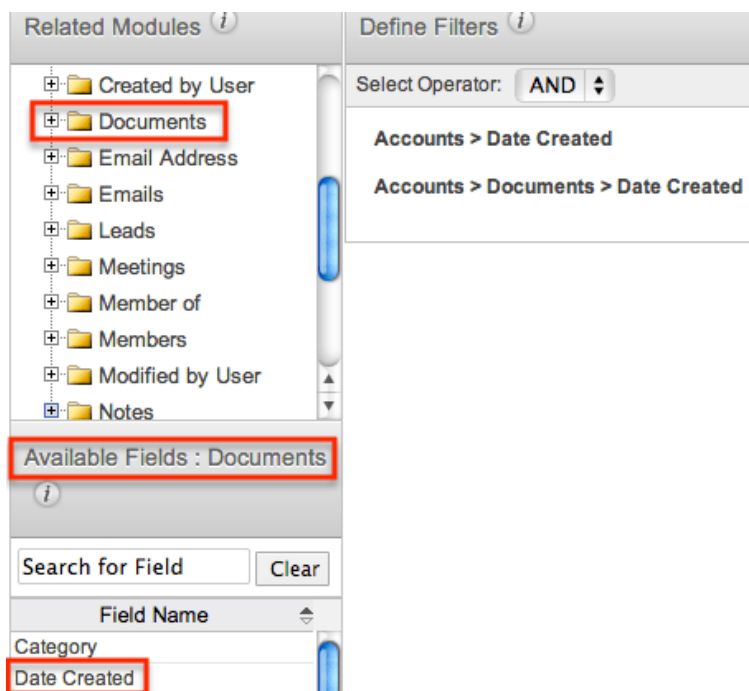 Related Modules i
Created by User
Documents
Email Address
Emails
Leads
Meetings
Member of
Members
Modified by User
Notes
Available Fields : Documents
i
Search for Field Clear
Field Name
Category
Date Created
Define Filters i
Select Operator: AND
Accounts > Date Created
Accounts > Documents > Date Created